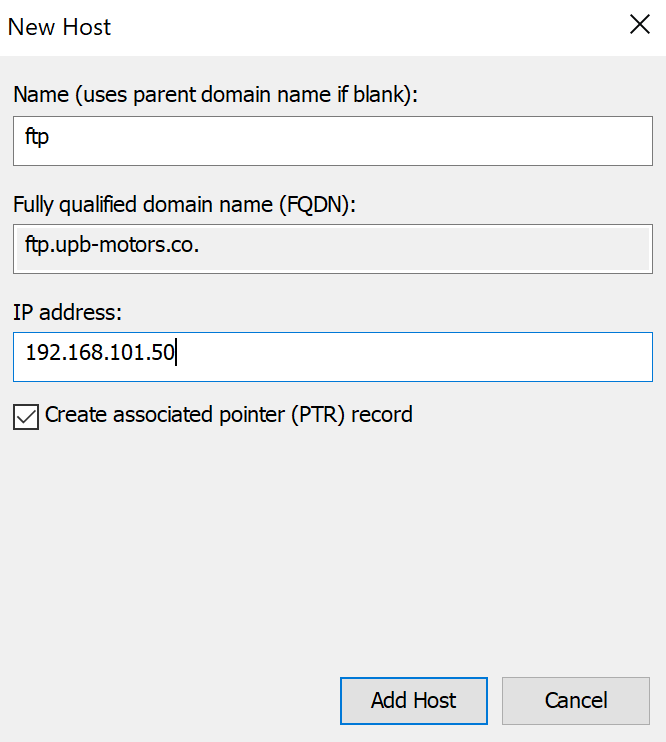 New Host
Name (uses parent domain name if blank):
ftp
Fully qualified domain name (FQDN):
ftp.upb-motors.co.
IP address:
192.168.101.50
Create associated pointer (PTR) record
Add Host
Cancel